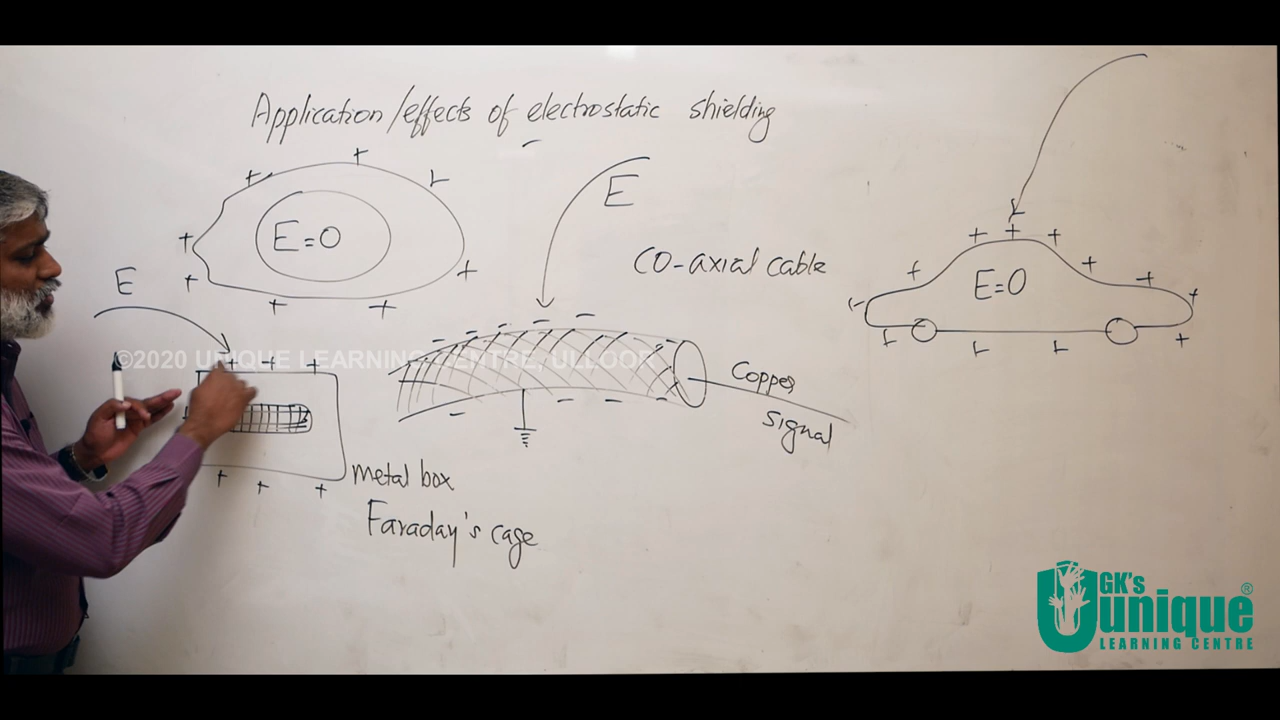 Application/effects of electrostatic shielding
E=0
E
E
CO-axial cable
E=0
©2020 UNIQUE LEARNING CENTRE, ULLOOR
Copper
signal
metal box
Faraday's cage
GK's
unique®
LEARNING CENTRE